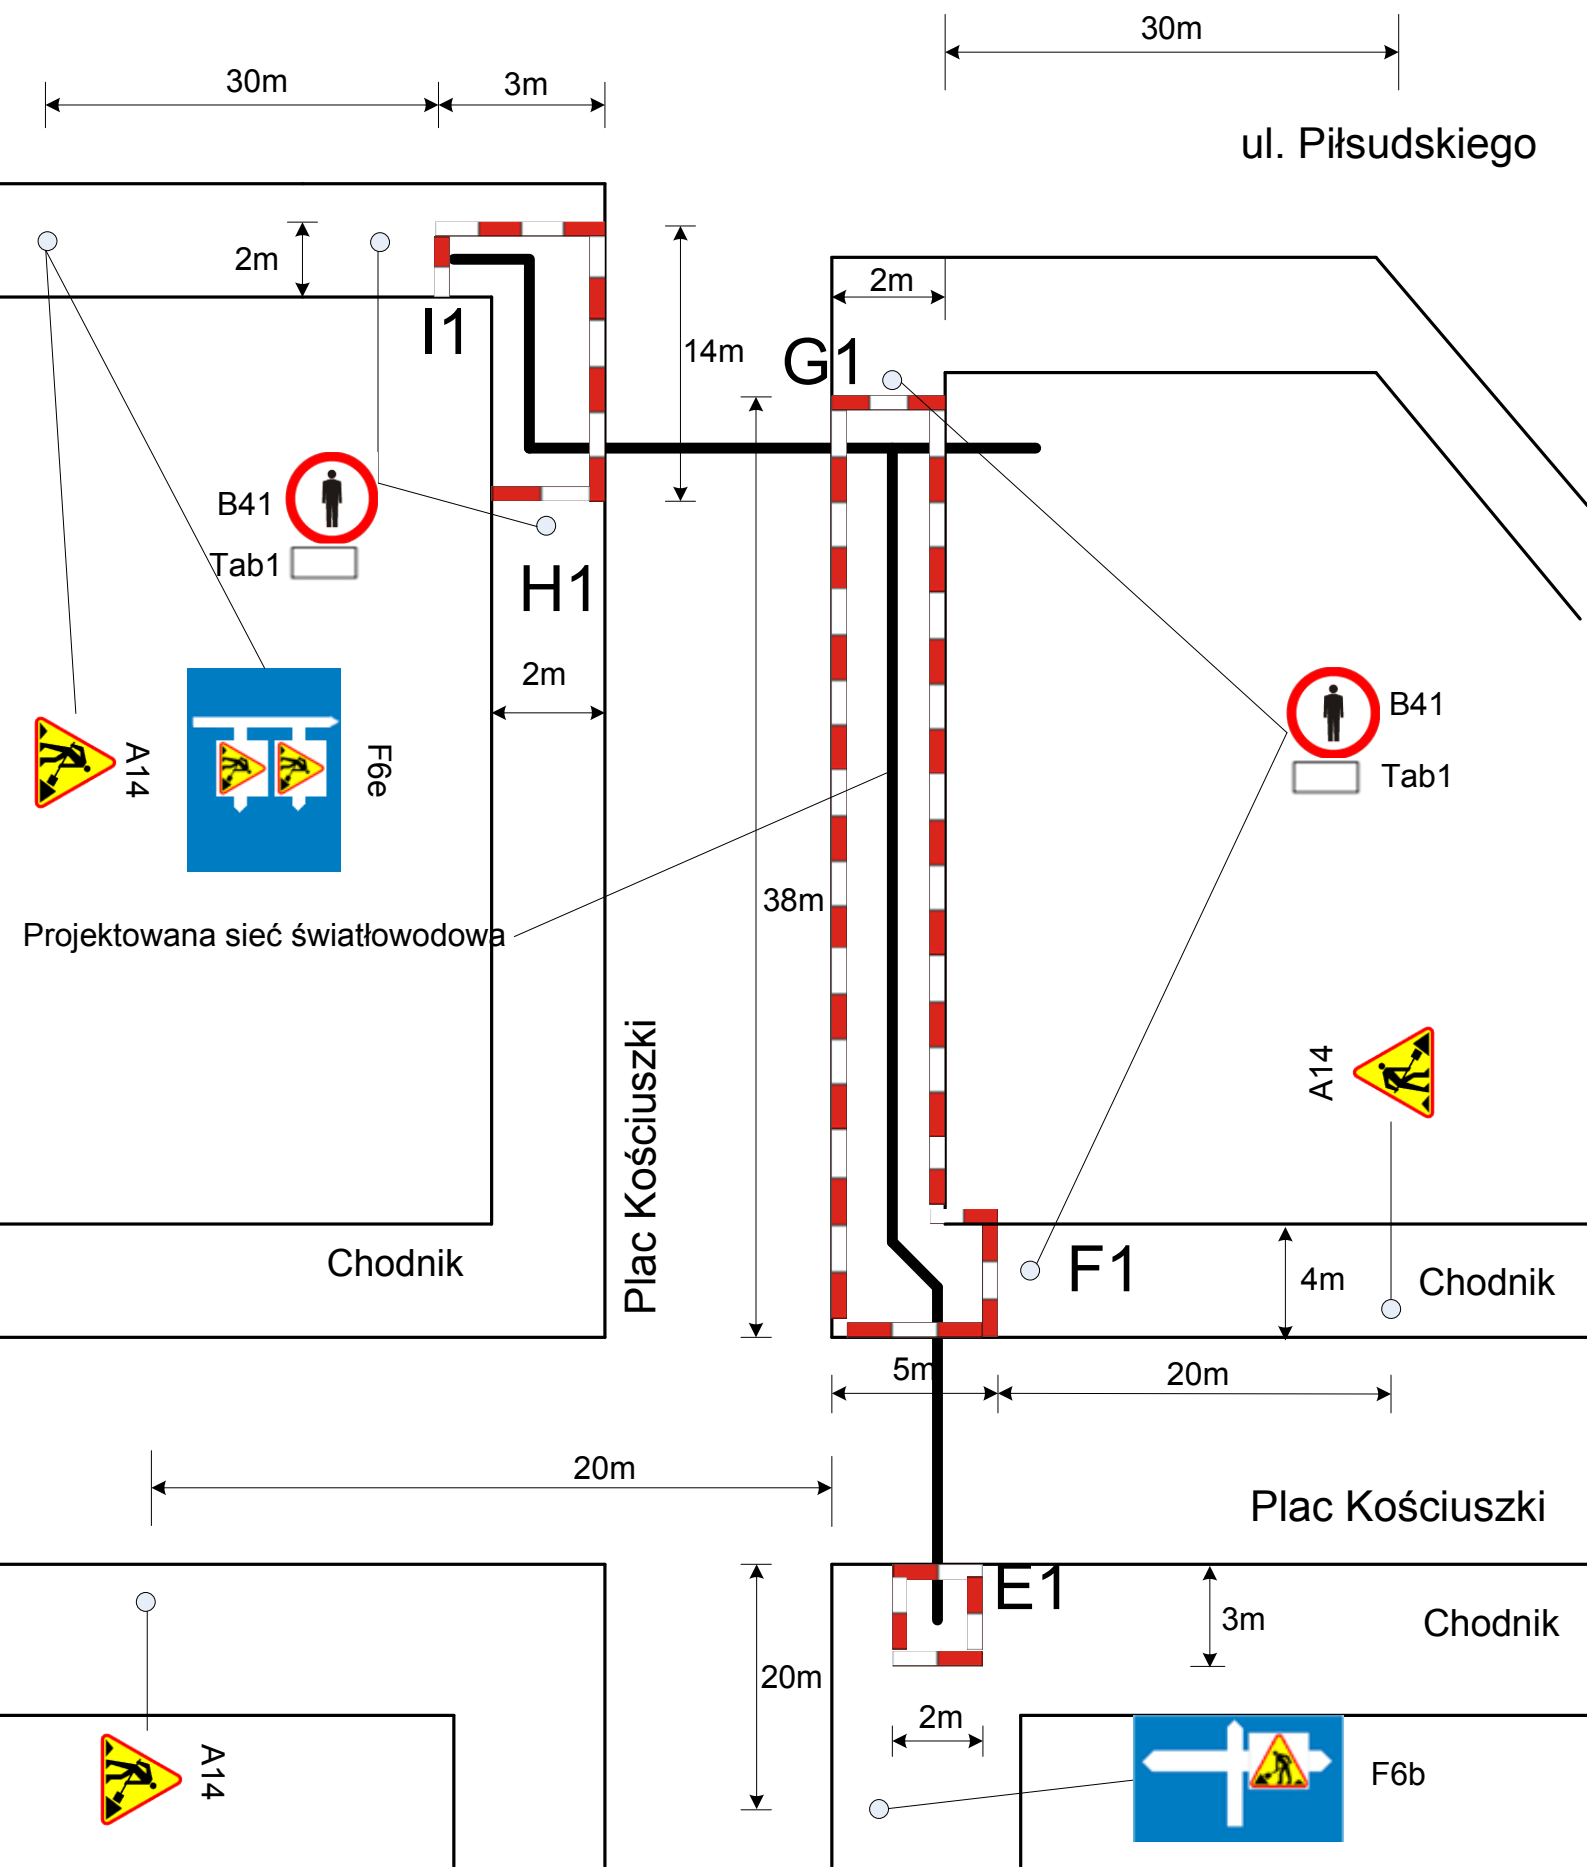 30m
30m
3m
ul. Piłsudskiego
2m
2m
I1
14m
G1
B41
Tab1
H1
2m
B41
Tab1
A14
F6e
38m
Projektowana sieć światłowodowa
Plac Kościuszki
A14
Chodnik
F1
4m
Chodnik
5m
20m
20m
Plac Kościuszki
E1
3m
Chodnik
20m
2m
A14
F6b